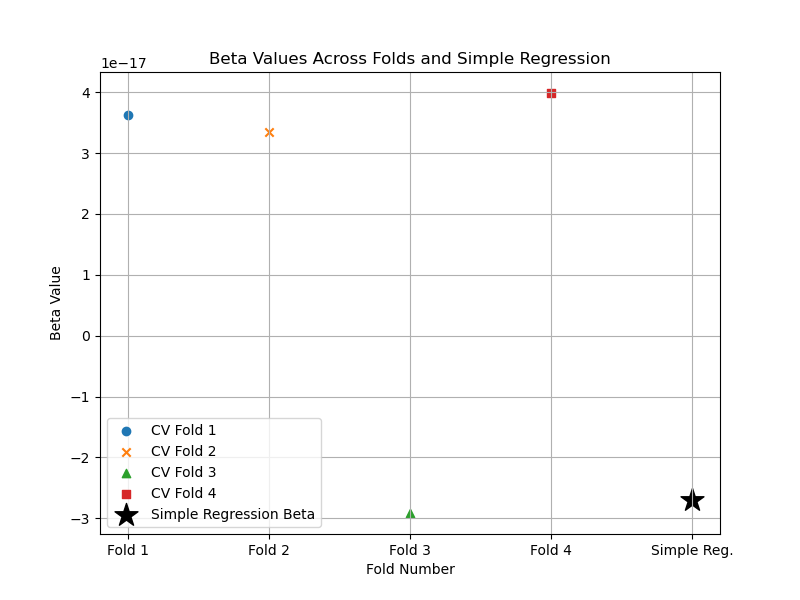 Beta Values Across Folds and Simple Regression
1e−17
4
3
2
1
0
−1
−2
−3
Beta Value
CV Fold 1
CV Fold 2
CV Fold 3
CV Fold 4
Simple Regression Beta
Fold 1 Fold 2 Fold 3 Fold 4 Simple Reg.
Fold Number